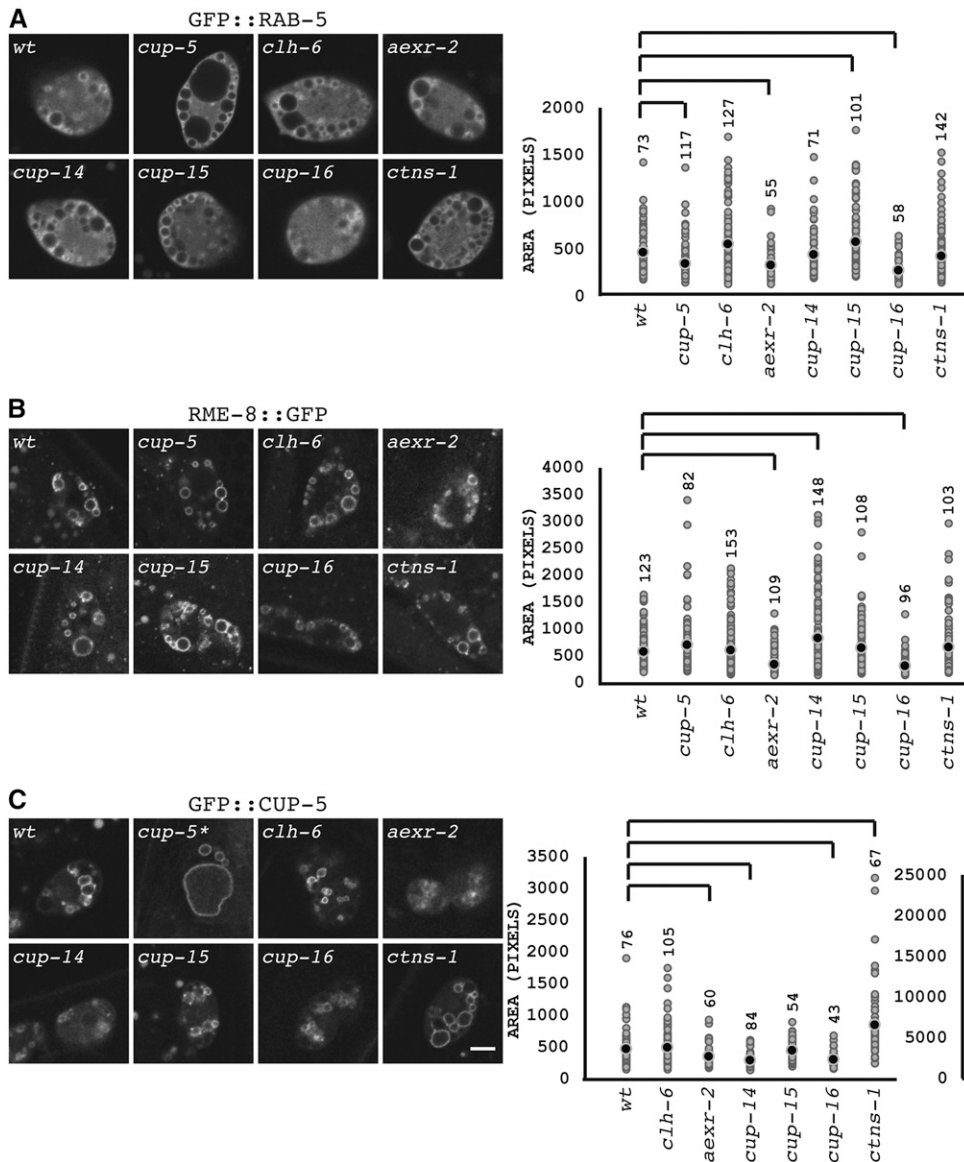 A
GFP::RAB-5
wt cup-5 clh-6 aexr-2
cup-14 cup-15 cup-16 ctns-1
AREA (PIXELS)
2000
1500
1000
500
0
73 117 127 55 71 101 58 142
wt cup-5 clh-6 aexr-2 cup-14 cup-15 cup-16 ctns-1
B
RME-8::GFP
wt cup-5 clh-6 aexr-2
cup-14 cup-15 cup-16 ctns-1
AREA (PIXELS)
4000
3500
3000
2500
2000
1500
1000
500
0
123 82 153 109 148 108 96 103
wt cup-5 clh-6 aexr-2 cup-14 cup-15 cup-16 ctns-1
C
GFP::CUP-5
wt cup-5* clh-6 aexr-2
cup-14 cup-15 cup-16 ctns-1
AREA (PIXELS)
3500
3000
2500
2000
1500
1000
500
0
76 105 60 84 54 43 67
25000
20000
15000
10000
5000
0
wt clh-6 aexr-2 cup-14 cup-15 cup-16 ctns-1